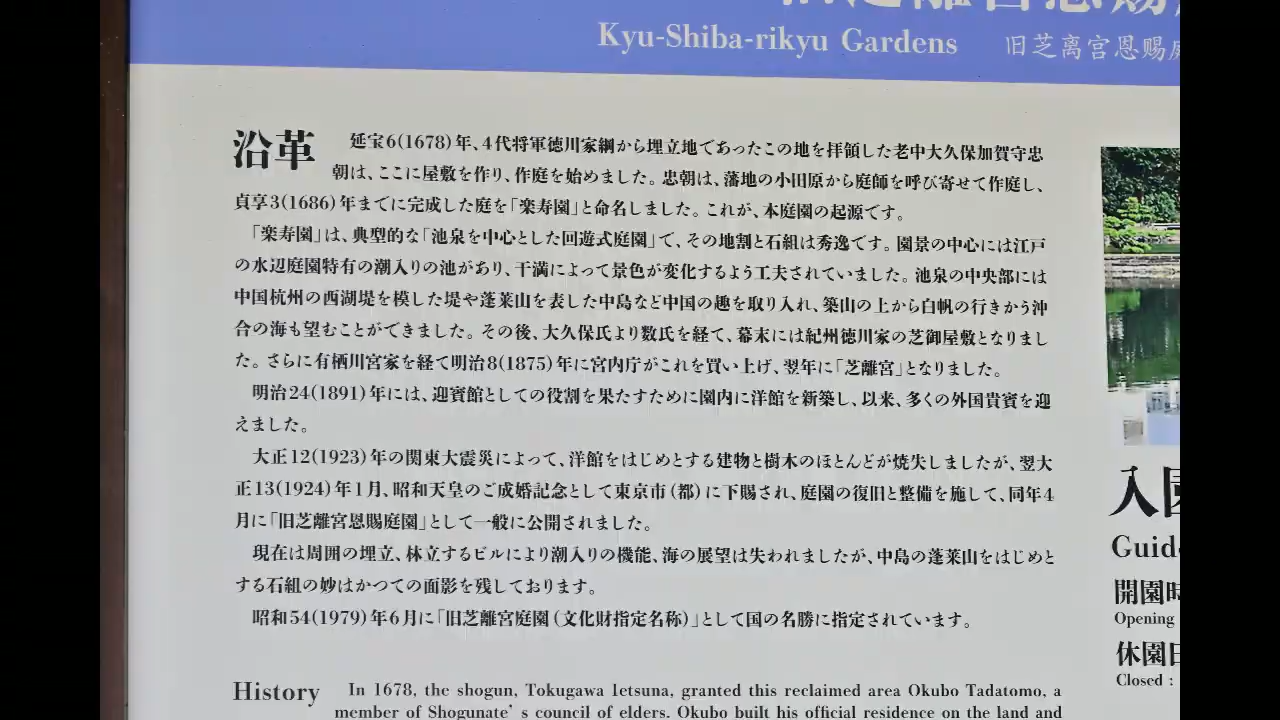 Kyu-Shiba-rikyu Gardens 旧芝离宫恩赐
沿革
延宝6(1678)年、4代将軍徳川家綱から埋立地であったこの地を拝領した老中大久保加賀守忠
朝は、ここに屋敷を作り、作庭を始めました。忠朝は、藩地の小田原から庭師を呼び寄せて作庭し、
貞享3(1686)年までに完成した庭を「楽寿園」と命名しました。これが、本庭園の起源です。
「楽寿園」は、典型的な「池泉を中心とした回遊式庭園」で、その地割と石組は秀逸です。園景の中心には江戸
の水辺庭園特有の潮入りの池があり、干満によって景色が変化するよう工夫されていました。池泉の中央部には
中国杭州の西湖堤を模した堤や蓬莱山を表した中島など中国の趣を取り入れ、築山の上から白帆の行きかう沖
合の海も望むことができました。その後、大久保氏より数氏を経て、幕末には紀州徳川家の芝御屋敷となりまし
た。さらに有栖川宮家を経て明治8(1875)年に宮内庁がこれを買い上げ、翌年に「芝離宮」となりました。
明治24(1891)年には、迎賓館としての役割を果たすために園内に洋館を新築し、以来、多くの外国貴賓を迎
えました。
大正12(1923)年の関東大震災によって、洋館をはじめとする建物と樹木のほとんどが焼失しましたが、翌大
正13(1924)年1月、昭和天皇のご成婚記念として東京市(都)に下賜され、庭園の復旧と整備を施して、同年4
月に「旧芝離宮恩賜庭園」として一般に公開されました。
現在は周囲の埋立、林立するビルにより潮入りの機能、海の展望は失われましたが、中島の蓬莱山をはじめと
する石組の妙はかつての面影を残しております。
昭和54(1979)年6月に「旧芝離宮庭園(文化財指定名称)」として国の名勝に指定されています。
History
In 1678, the shogun, Tokugawa Ietsuna, granted this reclaimed area Okubo Tadatomo, a
member of Shogunate's council of elders. Okubo built his official residence on the land and
入園
Guid
開園時
Opening
休園日
Closed :